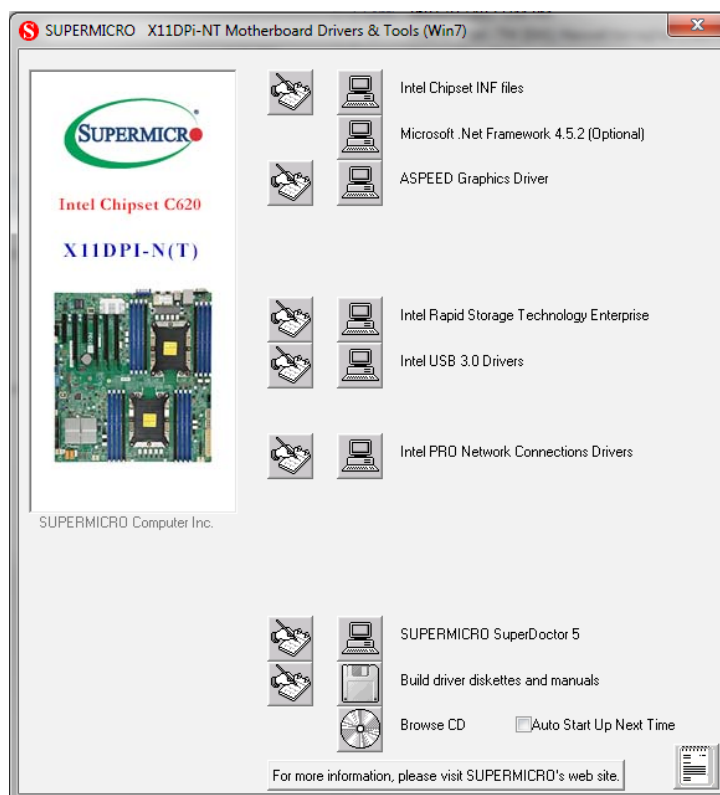 SUPERMICRO   X11DPi-NT Motherboard Drivers & Tools (Win7)
SUPERMICRO
Intel Chipset C620
X11DPI-N(T)
SUPERMICRO Computer Inc.
Intel Chipset INF files
Microsoft .Net Framework 4.5.2 (Optional)
ASPEED Graphics Driver
Intel Rapid Storage Technology Enterprise
Intel USB 3.0 Drivers
Intel PRO Network Connections Drivers
SUPERMICRO SuperDoctor 5
Build driver diskettes and manuals
Browse CD Auto Start Up Next Time
For more information, please visit SUPERMICRO's web site.